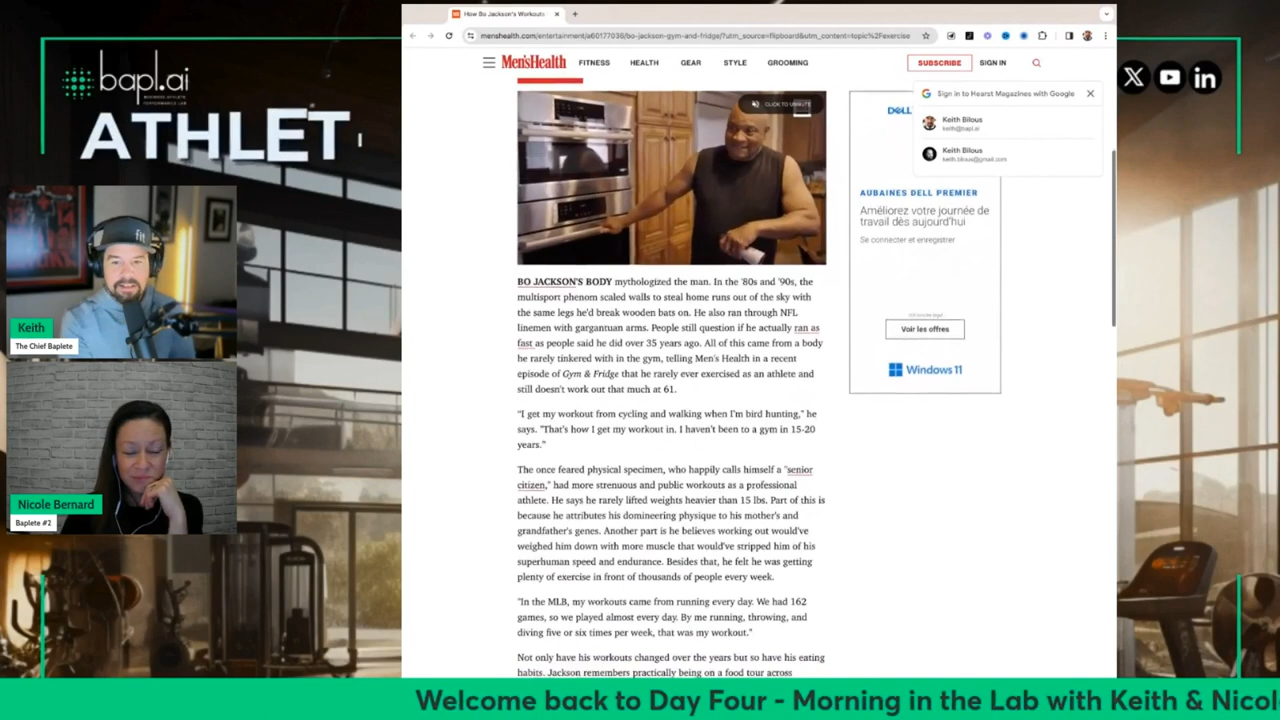 bapl.ai
BUSINESS ATHLETE
PERFORMANCE LAB
ATHLET
fit
Keith
The Chief Baplete
Nicole Bernard
Baplete #2
How Bo Jackson's Workouts
menshealth.com/entertainment/a60177036/bo-jackson-gym-and-fridge/?utm_source=flipboard&utm_content=topic%2Fexercise
Men'sHealth
FITNESS
HEALTH
GEAR
STYLE
GROOMING
SUBSCRIBE
SIGN IN
CLICK TO UNMUTE
BO JACKSON'S BODY mythologized the man. In the '80s and '90s, the
multisport phenom scaled walls to steal home runs out of the sky with
the same legs he'd break wooden bats on. He also ran through NFL
linemen with gargantuan arms. People still question if he actually ran as
fast as people said he did over 35 years ago. All of this came from a body
he rarely tinkered with in the gym, telling Men's Health in a recent
episode of Gym & Fridge that he rarely ever exercised as an athlete and
still doesn't work out that much at 61.
"I get my workout from cycling and walking when I'm bird hunting," he
says. "That's how I get my workout in. I haven't been to a gym in 15-20
years."
The once feared physical specimen, who happily calls himself a "senior
citizen," had more strenuous and public workouts as a professional
athlete. He says he rarely lifted weights heavier than 15 lbs. Part of this is
because he attributes his domineering physique to his mother's and
grandfather's genes. Another part is he believes working out would've
weighed him down with more muscle that would've stripped him of his
superhuman speed and endurance. Besides that, he felt he was getting
plenty of exercise in front of thousands of people every week.
"In the MLB, my workouts came from running every day. We had 162
games, so we played almost every day. By me running, throwing, and
diving five or six times per week, that was my workout."
Not only have his workouts changed over the years but so have his eating
habits. Jackson remembers practically being on a food tour across
Sign in to Hearst Magazines with Google
Keith Bilous
keith@bapl.ai
Keith Bilous
keith.bilous@gmail.com
DELL
AUBAINES DELL PREMIER
Améliorez votre journée de
travail dès aujourd'hui
Se connecter et enregistrer
Voir les offres
Windows 11
X
in
Welcome back to Day Four - Morning in the Lab with Keith & Nicol